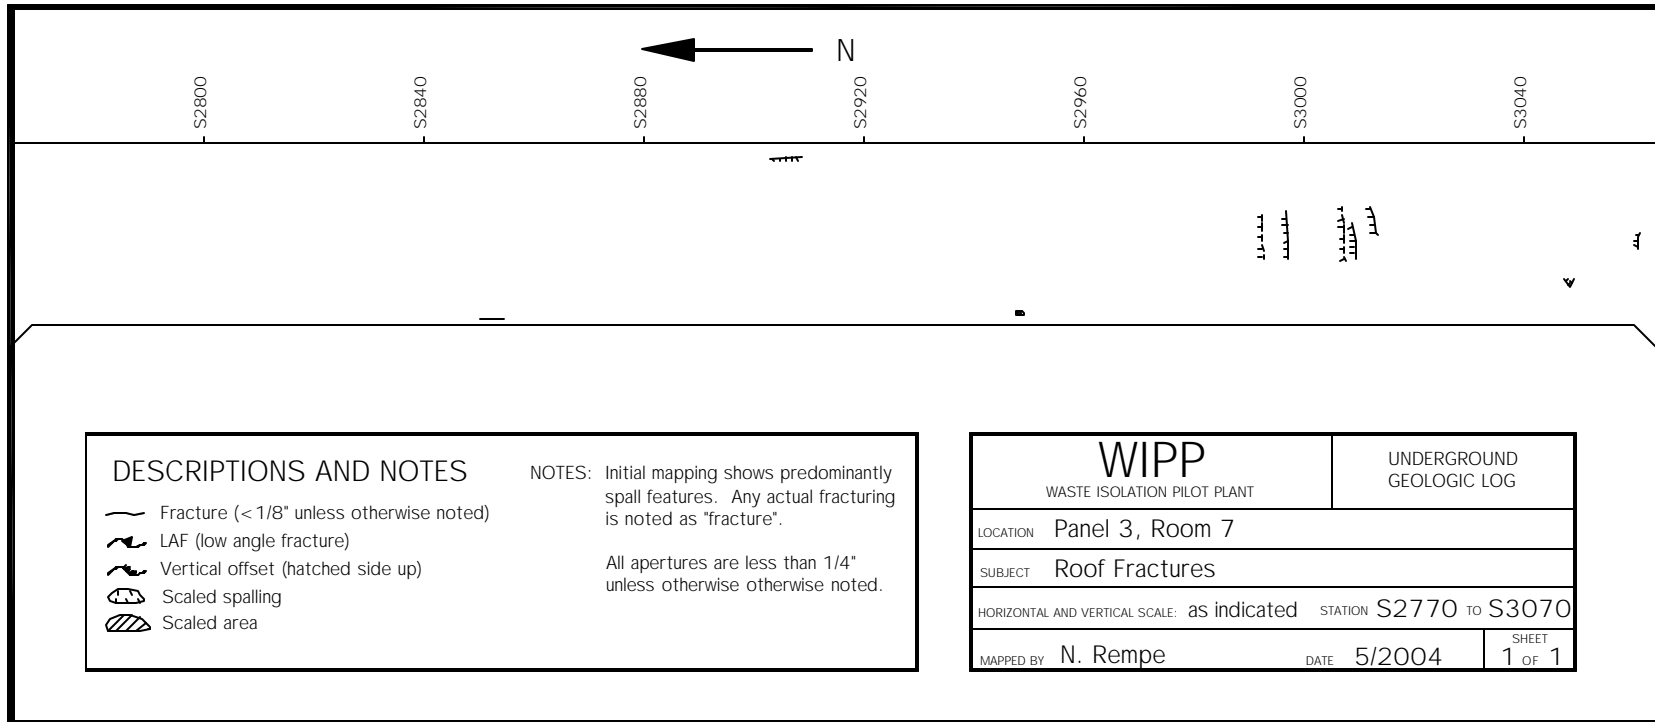 N
S2800
S2840
S2880
S2920
S2960
S3000
S3040
DESCRIPTIONS AND NOTES
Fracture (<1/8" unless otherwise noted)
LAF (low angle fracture)
Vertical offset (hatched side up)
Scaled spalling
Scaled area
NOTES: Initial mapping shows predominantly
spall features. Any actual fracturing
is noted as "fracture".
All apertures are less than 1/4"
unless otherwise otherwise noted.
WIPP
WASTE ISOLATION PILOT PLANT
UNDERGROUND
GEOLOGIC LOG
LOCATION Panel 3, Room 7
SUBJECT Roof Fractures
HORIZONTAL AND VERTICAL SCALE: as indicated STATION S2770 TO S3070
MAPPED BY N. Rempe DATE 5/2004
SHEET
1 OF 1